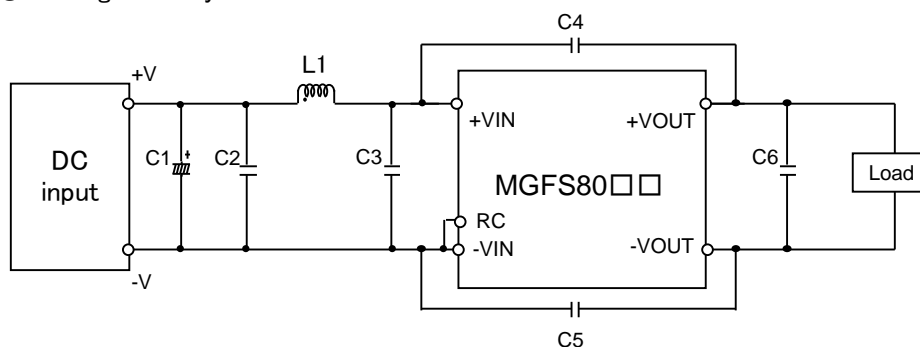 C4
L1
+V
+VIN
+VOUT
C1
+
C2
C3
C6
DC
input
MGFS80□□
Load
RC
-VIN
-VOUT
-V
C5